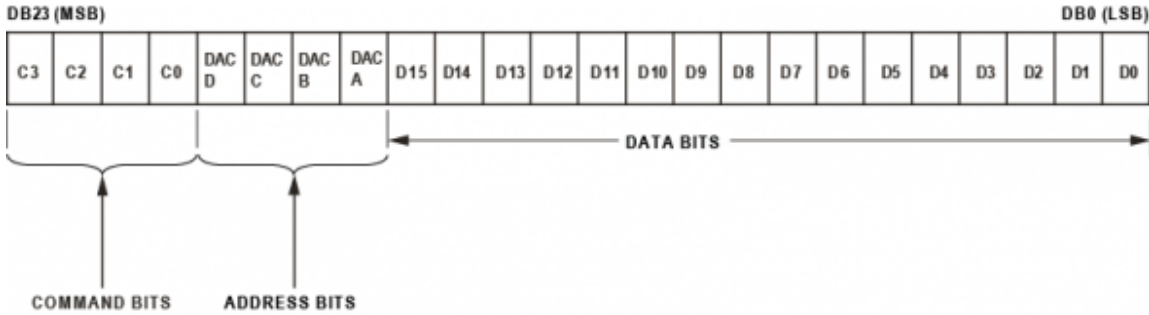 DB23 (MSB) DB0 (LSB)
C3 C2 C1 C0 DAC D DAC C DAC B DAC A D15 D14 D13 D12 D11 D10 D9 D8 D7 D6 D5 D4 D3 D2 D1 D0
DATA BITS
COMMAND BITS ADDRESS BITS